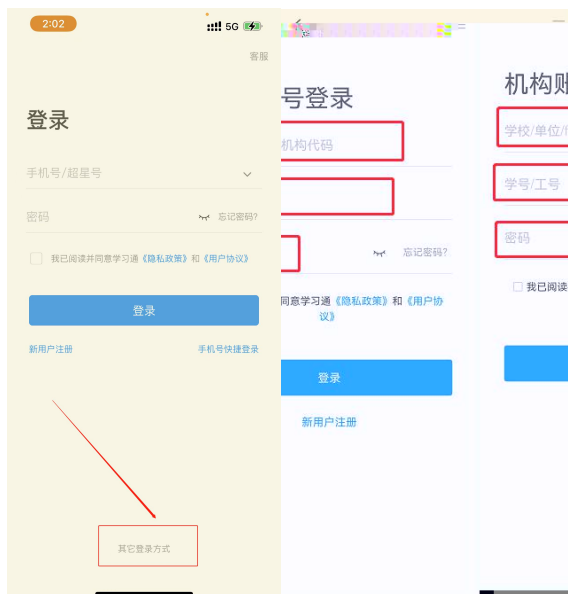 2:02
5G
客服
登录
手机号/超星号
密码
忘记密码?
我已阅读并同意学习通《隐私政策》和《用户协议》
登录
新用户注册
手机号快捷登录
其它登录方式
号登录
机构代码
忘记密码?
同意学习通《隐私政策》和《用户协
议》
登录
新用户注册
机构账
学校/单位/
学号/工号
密码
我已阅读